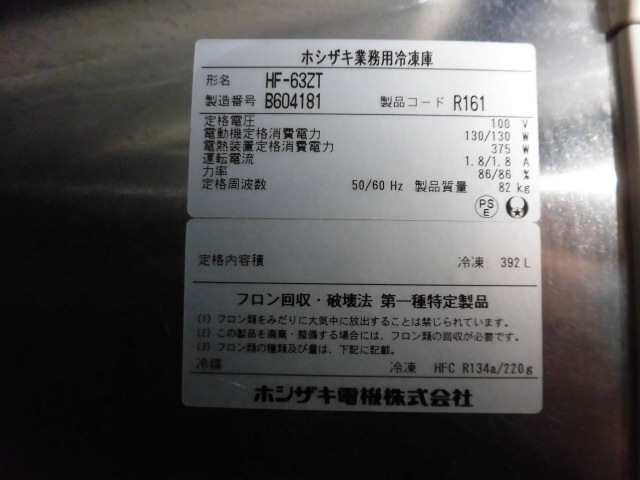 ホシザキ業務用冷凍庫
形名 HF-63ZT
製造番号 B604181 製品コード R161
定格電圧 100 V
電動機定格消費電力 130/130 W
電熱装置定格消費電力 375 W
運転電流 1.8/1.8 A
力率 86/86 %
定格周波数 50/60 Hz 製品質量 82 kg
PS
E
定格内容積 冷凍 392 L
フロン回収・破壊法 第一種特定製品
(1) フロン類をみだりに大気中に放出することは禁じられています。
(2) この製品を廃棄・整備する場合には、フロン類の回収が必要です。
(3) フロン類の種類及び量は、下記に記載。
冷媒 冷凍 HFC R134a/220g
ホシザキ電機株式会社